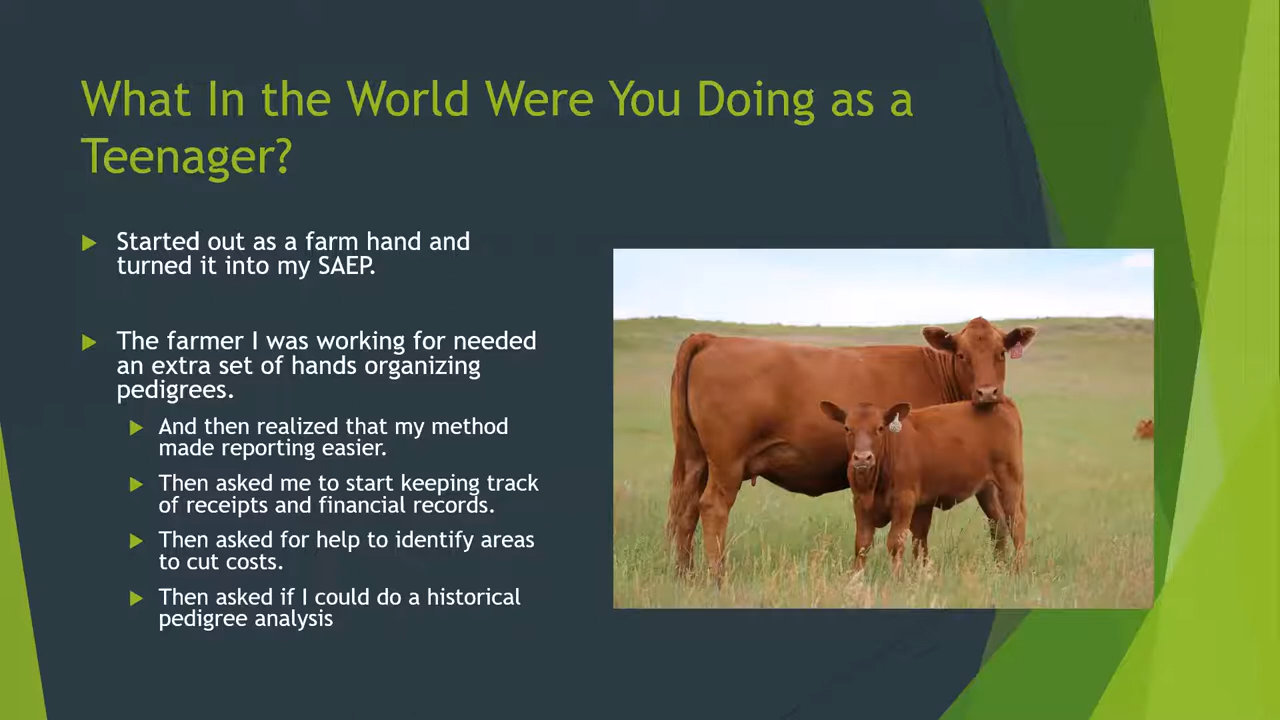 What In the World Were You Doing as a
Teenager?
Started out as a farm hand and
turned it into my SAEP.
The farmer I was working for needed
an extra set of hands organizing
pedigrees.
And then realized that my method
made reporting easier.
Then asked me to start keeping track
of receipts and financial records.
Then asked for help to identify areas
to cut costs.
Then asked if I could do a historical
pedigree analysis